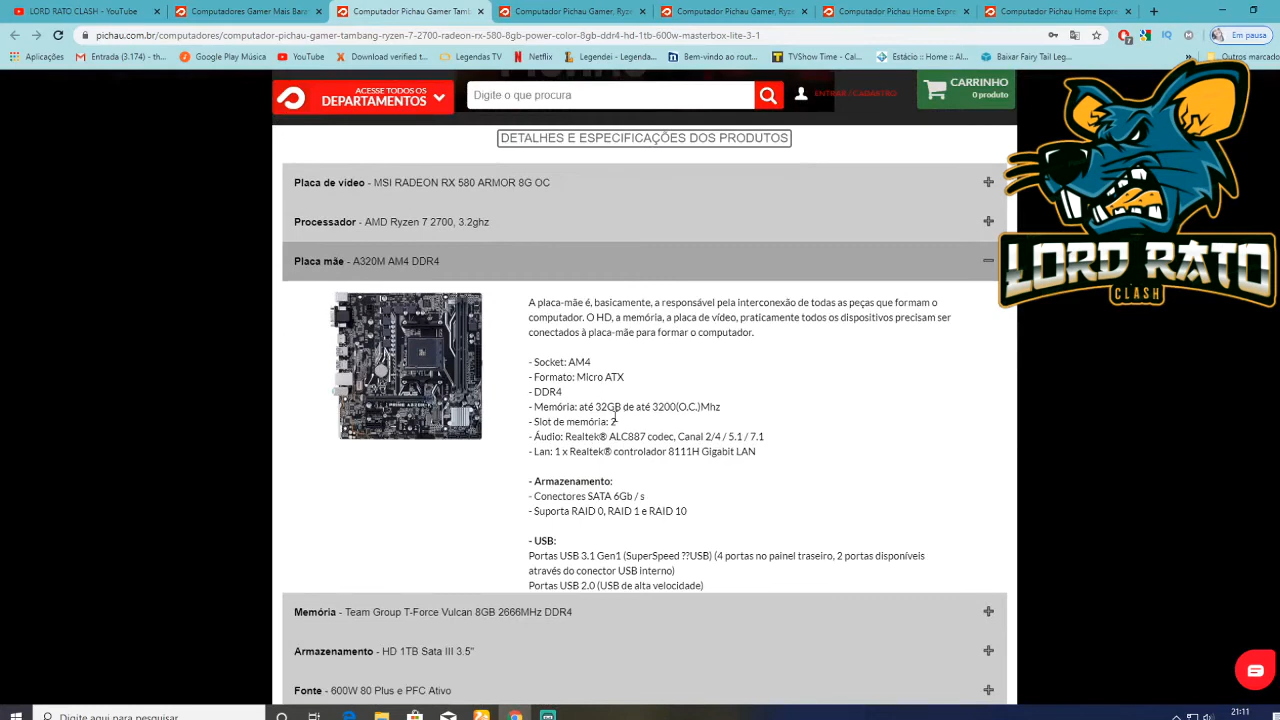 LORD RATO CLASH - YouTube
Computadores Gamer Mais Bara
Computador Pichau Gamer Tamb
Computador Pichau Gamer, Ryze
Computador Pichau Gamer, Ryze
Computador Pichau Home Expre
Computador Pichau Home Expre
pichau.com.br/computadores/computador-pichau-gamer-tambang-ryzen-7-2700-radeon-rx-580-8gb-power-color-8gb-ddr4-hd-1tb-600w-masterbox-lite-3-1
Em pausa
Aplicações
Entrada (3.174) - th...
Google Play Música
YouTube
Download verified t...
Legendas TV
Netflix
Legendei - Legenda...
Bem-vindo ao rout...
TVShow Time - Cal...
Estácio :: Home :: Al...
Baixar Fairy Tail Leg...
Outros marcado
ACESSE TODOS OS
DEPARTAMENTOS
Digite o que procura
ENTRAR / CADASTRO
CARRINHO
0 produto
DETALHES E ESPECIFICAÇÕES DOS PRODUTOS
Placa de vídeo - MSI RADEON RX 580 ARMOR 8G OC
Processador - AMD Ryzen 7 2700, 3.2ghz
Placa mãe - A320M AM4 DDR4
LORD RATO
CLASH
A placa-mãe é, basicamente, a responsável pela interconexão de todas as peças que formam o
computador. O HD, a memória, a placa de vídeo, praticamente todos os dispositivos precisam ser
conectados à placa-mãe para formar o computador.
- Socket: AM4
- Formato: Micro ATX
- DDR4
- Memória: até 32GB de até 3200(O.C.)Mhz
- Slot de memória: 2
- Áudio: Realtek® ALC887 codec, Canal 2/4 / 5.1 / 7.1
- Lan: 1 x Realtek® controlador 8111H Gigabit LAN
- Armazenamento:
- Conectores SATA 6Gb / s
- Suporta RAID 0, RAID 1 e RAID 10
- USB:
Portas USB 3.1 Gen1 (SuperSpeed ??USB) (4 portas no painel traseiro, 2 portas disponíveis
através do conector USB interno)
Portas USB 2.0 (USB de alta velocidade)
Memória - Team Group T-Force Vulcan 8GB 2666MHz DDR4
Armazenamento - HD 1TB Sata III 3.5"
Fonte - 600W 80 Plus e PFC Ativo
Digite aqui para pesquisar
21:11